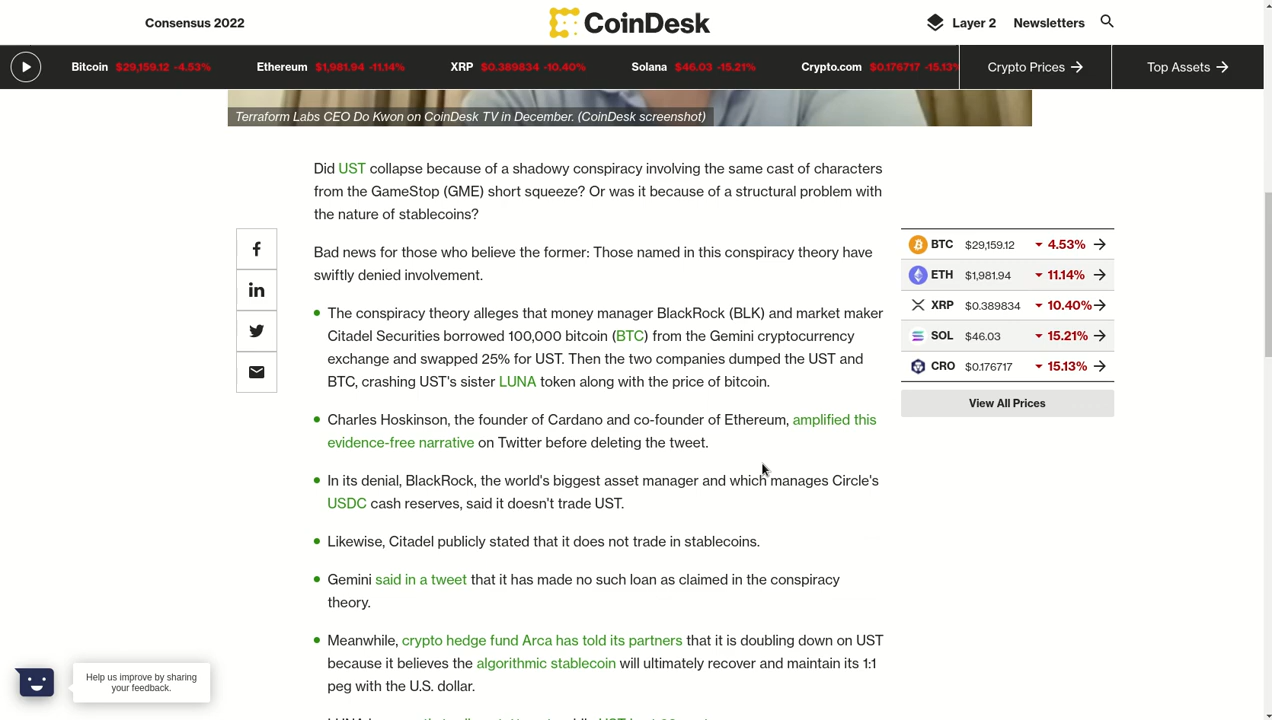 Consensus 2022
CoinDesk
Layer 2
Newsletters
Bitcoin $29,159.12 -4.53%
Ethereum $1,981.94 -11.14%
XRP $0.389834 -10.40%
Solana $46.03 -15.21%
Crypto.com $0.176717 -15.13%
Crypto Prices
Top Assets
Terraform Labs CEO Do Kwon on CoinDesk TV in December. (CoinDesk screenshot)
Did UST collapse because of a shadowy conspiracy involving the same cast of characters
from the GameStop (GME) short squeeze? Or was it because of a structural problem with
the nature of stablecoins?
Bad news for those who believe the former: Those named in this conspiracy theory have
swiftly denied involvement.
The conspiracy theory alleges that money manager BlackRock (BLK) and market maker
Citadel Securities borrowed 100,000 bitcoin (BTC) from the Gemini cryptocurrency
exchange and swapped 25% for UST. Then the two companies dumped the UST and
BTC, crashing UST's sister LUNA token along with the price of bitcoin.
Charles Hoskinson, the founder of Cardano and co-founder of Ethereum, amplified this
evidence-free narrative on Twitter before deleting the tweet.
In its denial, BlackRock, the world's biggest asset manager and which manages Circle's
USDC cash reserves, said it doesn't trade UST.
Likewise, Citadel publicly stated that it does not trade in stablecoins.
Gemini said in a tweet that it has made no such loan as claimed in the conspiracy
theory.
Meanwhile, crypto hedge fund Arca has told its partners that it is doubling down on UST
because it believes the algorithmic stablecoin will ultimately recover and maintain its 1:1
peg with the U.S. dollar.
BTC $29,159.12 4.53%
ETH $1,981.94 11.14%
XRP $0.389834 10.40%
SOL $46.03 15.21%
CRO $0.176717 15.13%
View All Prices
Help us improve by sharing
your feedback.